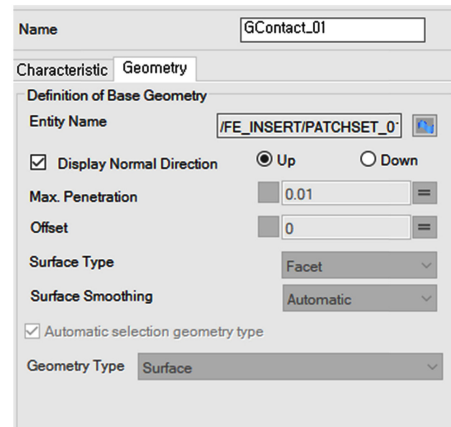 Name GContact_01
Characteristic Geometry
Definition of Base Geometry
Entity Name /FE_INSERT/PATCHSET_0
Display Normal Direction Up Down
Max. Penetration 0.01
Offset 0
Surface Type Facet
Surface Smoothing Automatic
Automatic selection geometry type
Geometry Type Surface